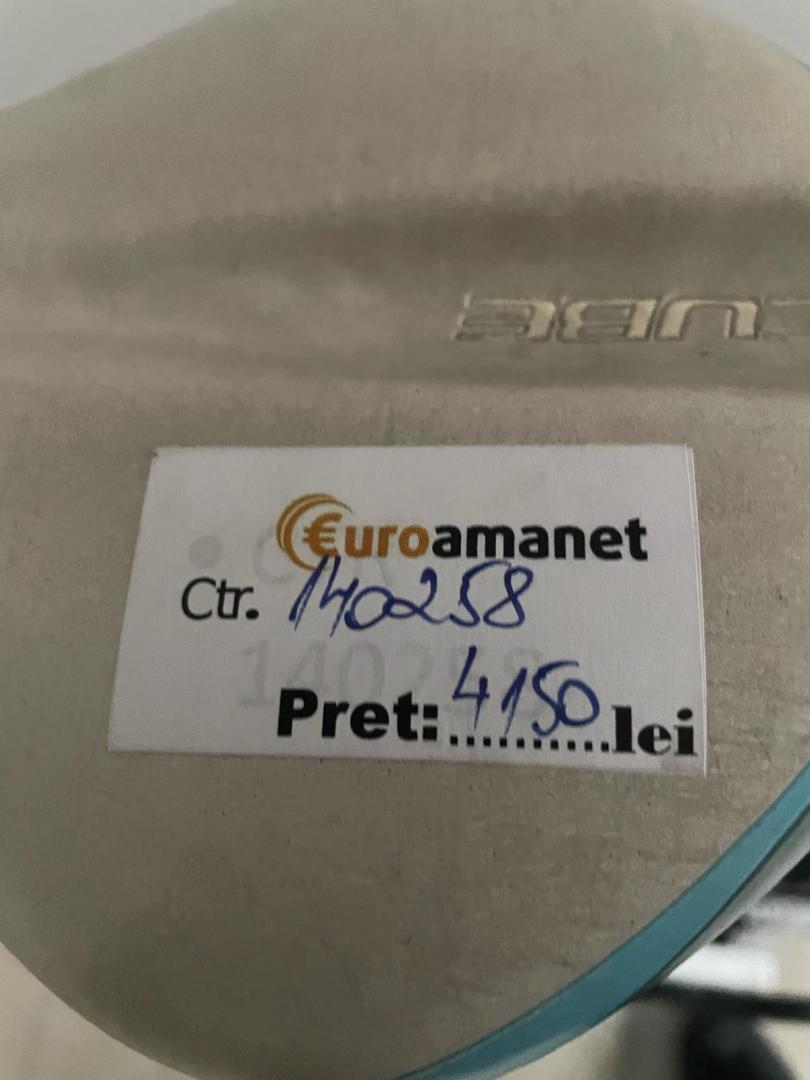 CUBE
€uroamanet
Ctr. 140258
Pret: 4150 lei